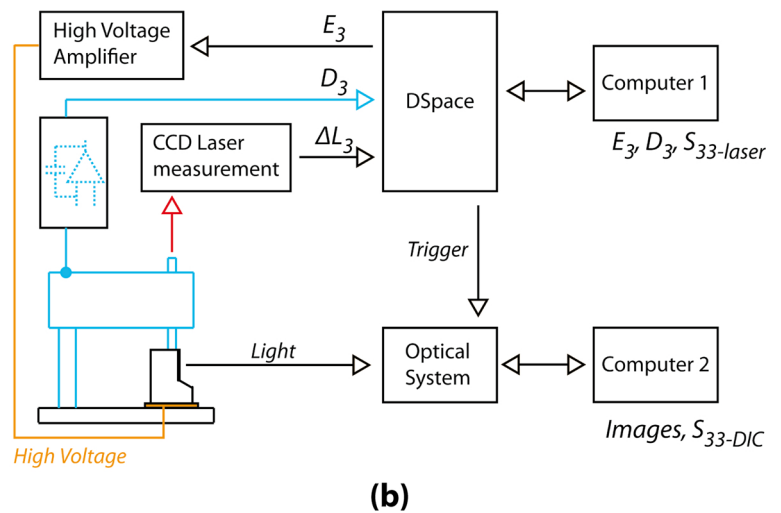 High Voltage
Amplifier
E₃
D₃
DSpace
Computer 1
E₃, D₃, S₃₃₋laser
CCD Laser
measurement
ΔL₃
Trigger
Light
Optical
System
Computer 2
Images, S₃₃₋DIC
High Voltage
(b)